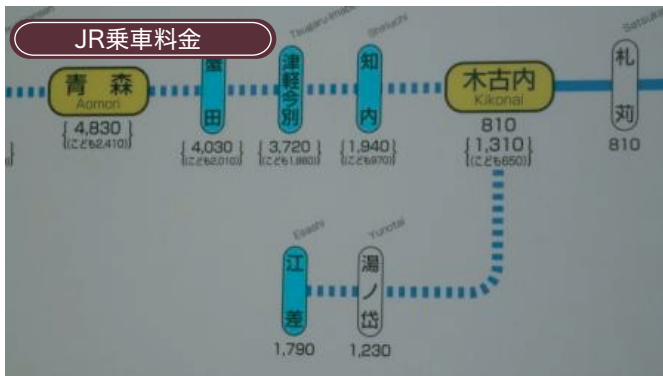 JR乗車料金
Tsugaru-Imabetsu
Shiriuchi
Satsuka
青森
Aomori
蟹田
津軽今別
知内
木古内
Kikonai
札苅
{4,830}
{(こども2,410)}
{4,030}
{(こども2,010)}
{3,720}
{(こども1,860)}
{1,940}
{(こども970)}
810
{1,310}
{(こども650)}
810
Esashi
Yunotai
江差
湯ノ岱
1,790
1,230